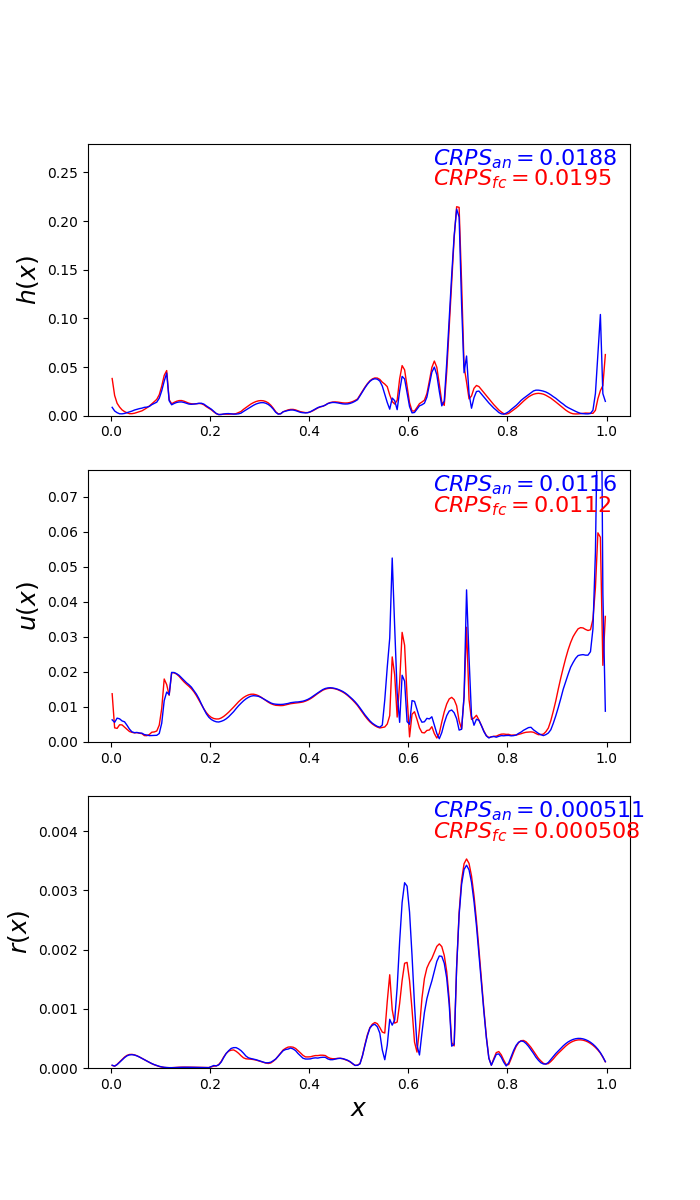 CRPS_an = 0.0188
CRPS_fc = 0.0195
0.25
0.20
0.15
0.10
0.05
0.00
h(x)
0.0 0.2 0.4 0.6 0.8 1.0
CRPS_an = 0.0116
CRPS_fc = 0.0112
0.07
0.06
0.05
0.04
0.03
0.02
0.01
0.00
u(x)
0.0 0.2 0.4 0.6 0.8 1.0
CRPS_an = 0.000511
CRPS_fc = 0.000508
0.004
0.003
0.002
0.001
0.000
r(x)
0.0 0.2 0.4 0.6 0.8 1.0
x